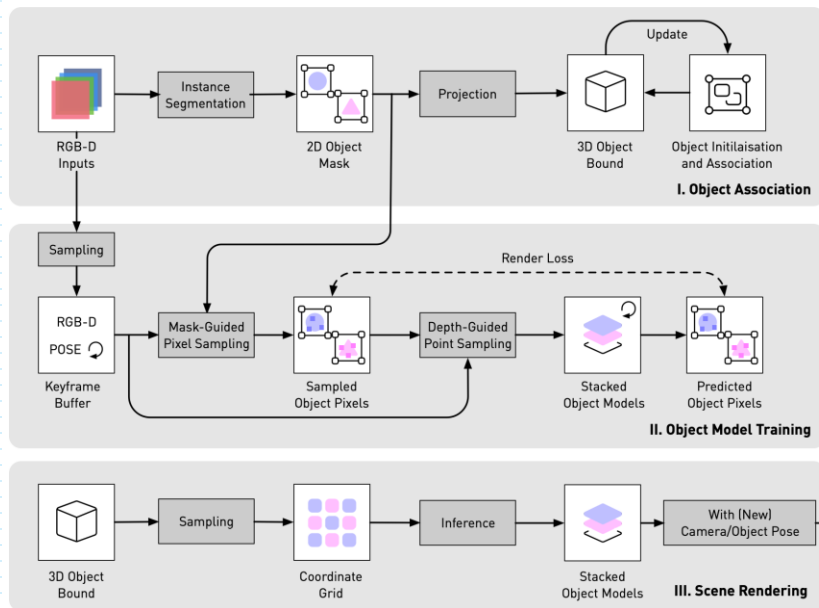 Update
Instance
Segmentation
Projection
RGB-D
Inputs
2D Object
Mask
3D Object
Bound
Object Initilaisation
and Association
I. Object Association
Sampling
Render Loss
RGB-D
POSE
Mask-Guided
Pixel Sampling
Depth-Guided
Point Sampling
Keyframe
Buffer
Sampled
Object Pixels
Stacked
Object Models
Predicted
Object Pixels
II. Object Model Training
Sampling
Inference
With (New)
Camera/Object Pose
3D Object
Bound
Coordinate
Grid
Stacked
Object Models
III. Scene Rendering